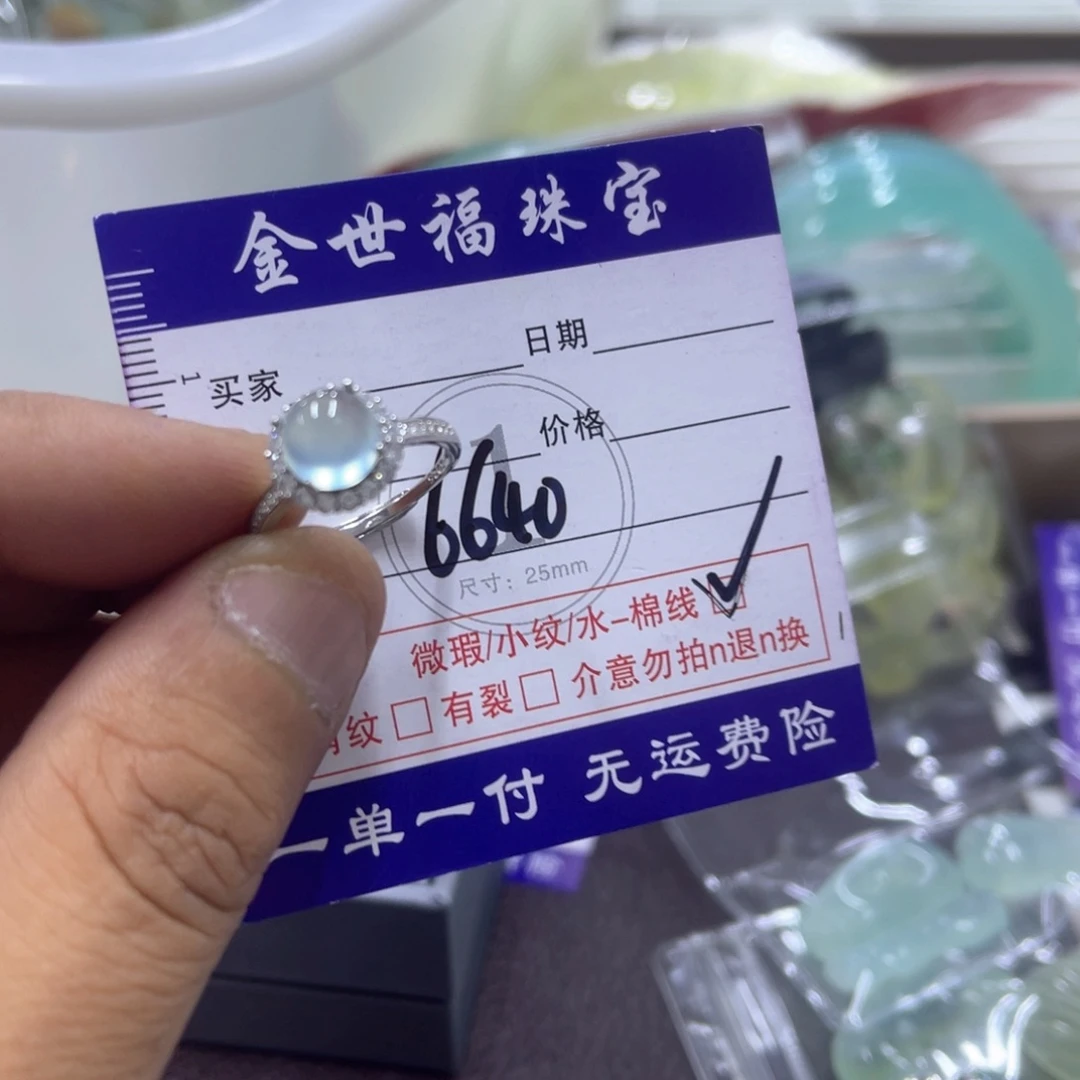 金世福珠宝
日期
1
买家
价格
1
6640
尺寸：25mm
微瑕/小纹/水-棉线
纹 有裂 介意勿拍n退n换
一单一付 无运费险